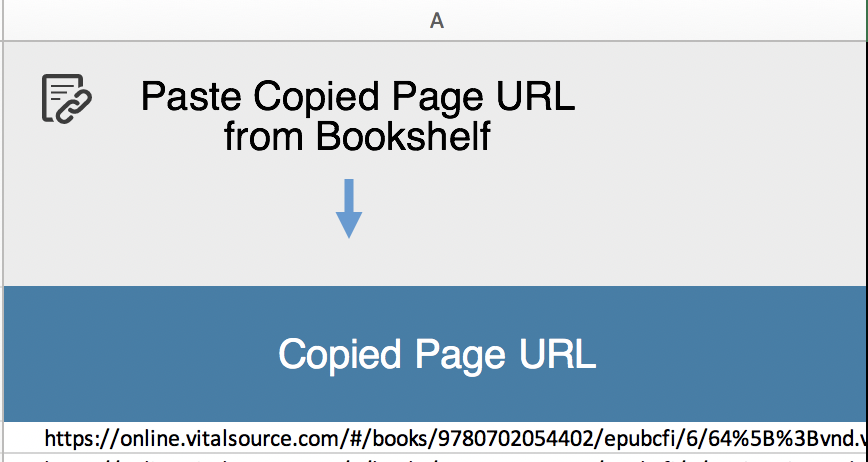 A
Paste Copied Page URL
from Bookshelf
Copied Page URL
https://online.vitalsource.com/#/books/9780702054402/epubcfi/6/64%5B%3Bvnd.v